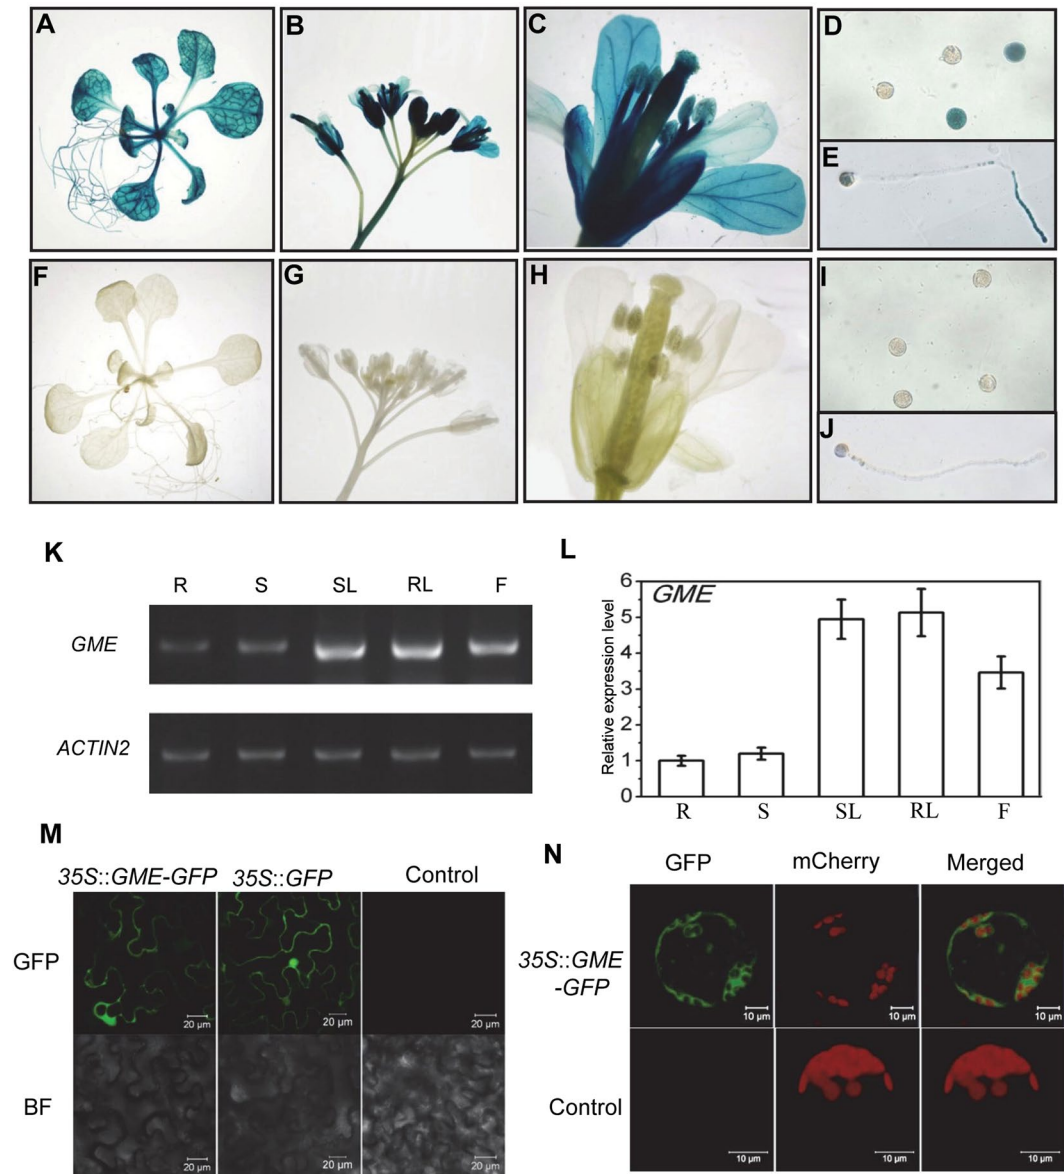 A
B
C
D
E
F
G
H
I
J
K
R S SL RL F
GME
ACTIN2
L
GME
Relative expression level
6
5
4
3
2
1
0
R S SL RL F
M
35S::GME-GFP 35S::GFP Control
GFP
20 µm 20 µm 20 µm
BF
20 µm 20 µm 20 µm
N
GFP mCherry Merged
35S::GME
-GFP
10 µm 10 µm 10 µm
Control
10 µm 10 µm 10 µm